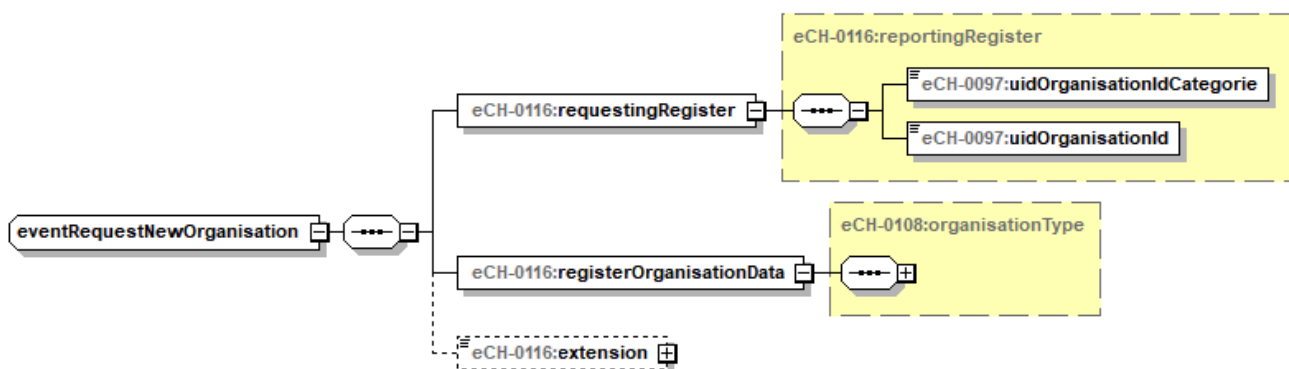 eCH-0116:reportingRegister
eCH-0097:uidOrganisationIdCategorie
eCH-0116:requestingRegister
eCH-0097:uidOrganisationId
eventRequestNewOrganisation
eCH-0108:organisationType
eCH-0116:registerOrganisationData
eCH-0116:extension